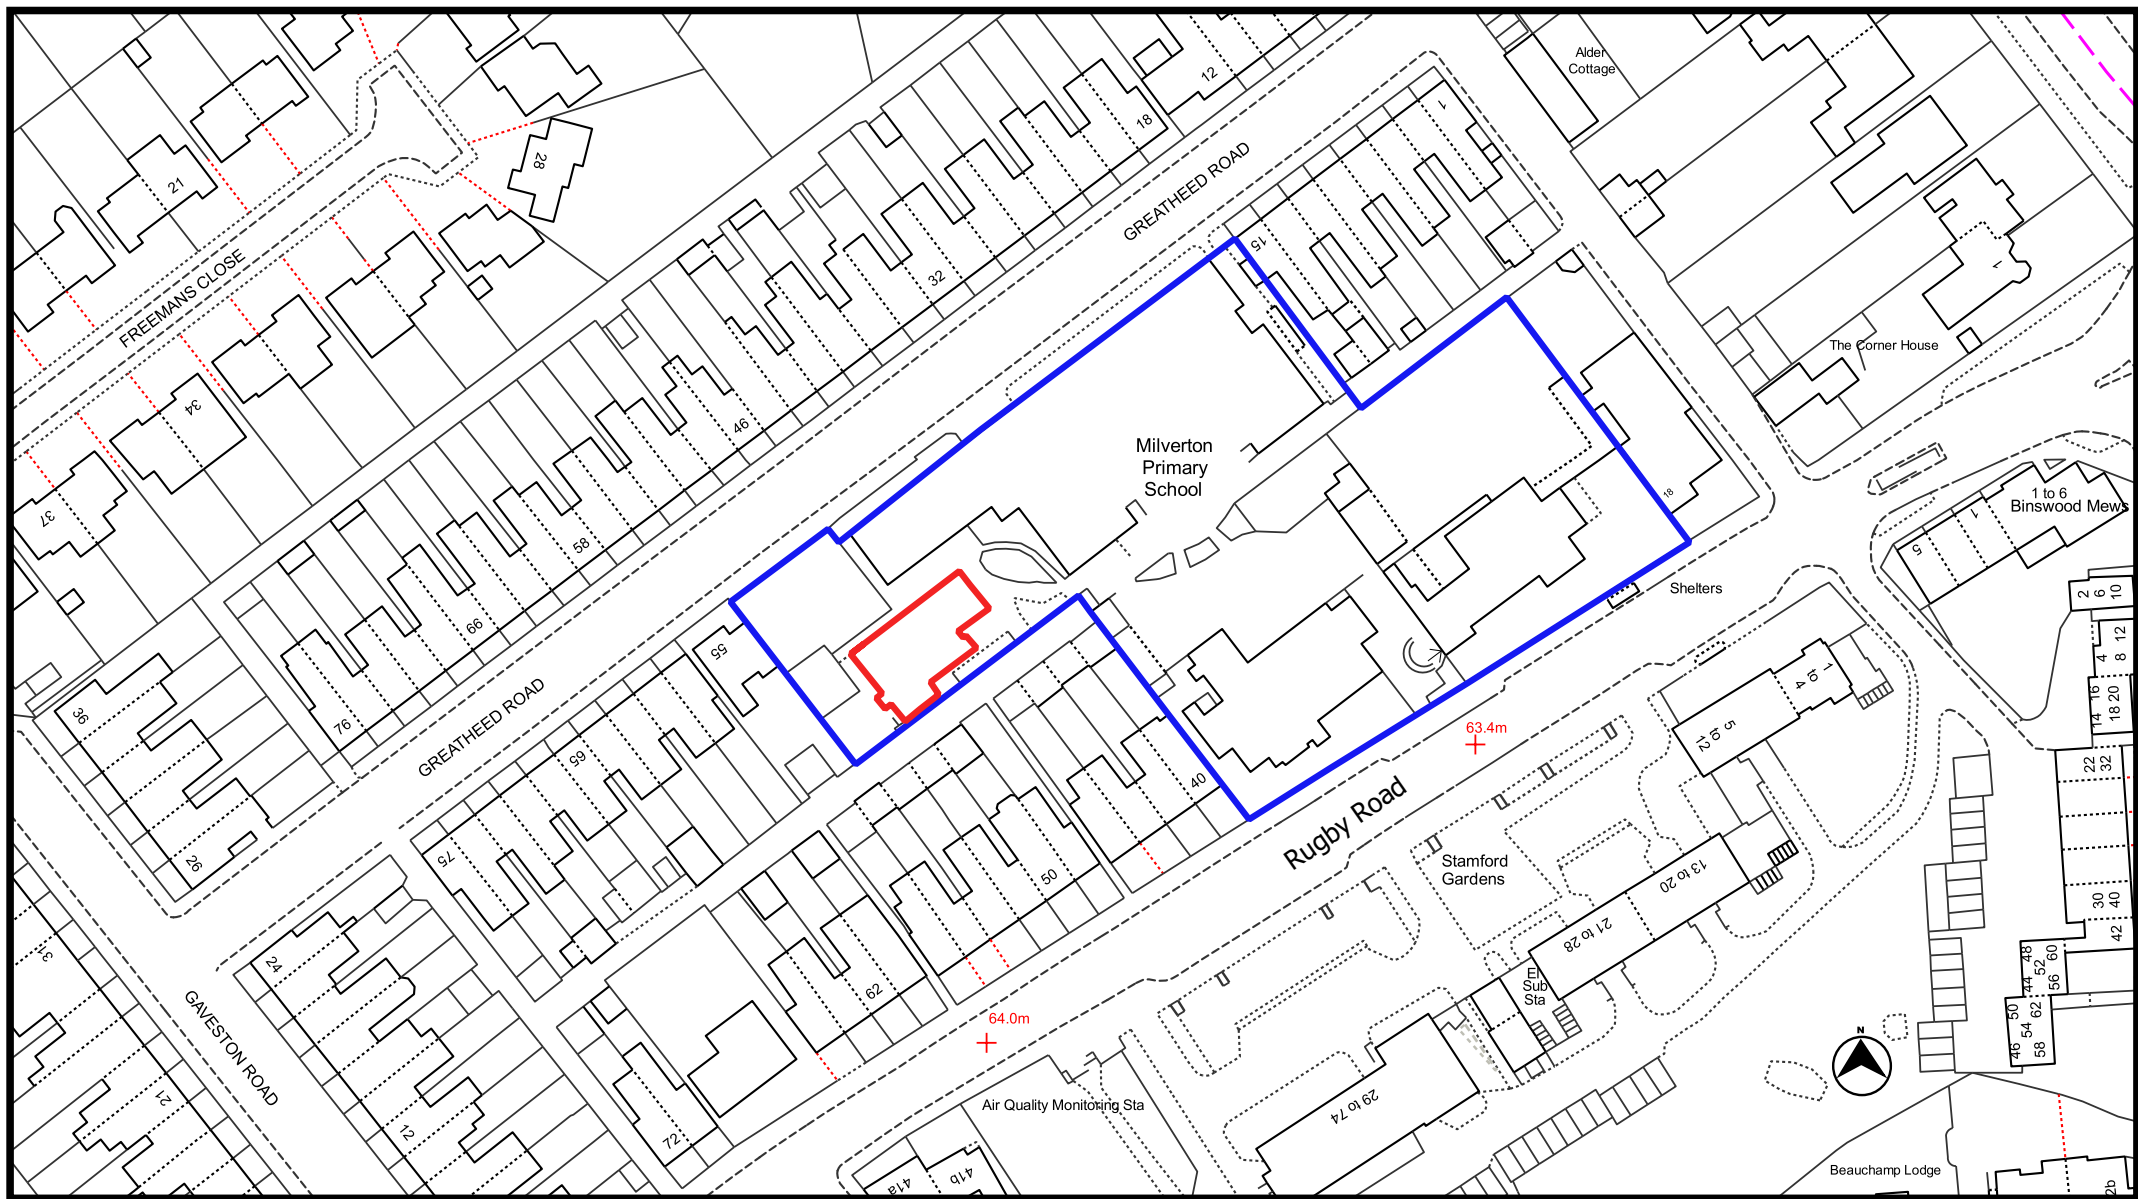 Alder
Cottage
12
18
1
21
28
GREATHEED ROAD
15
32
FREEMANS CLOSE
1
The Corner House
34
46
Milverton
Primary
School
37
58
18
1 to 6
Binswood Mews
1
5
Shelters
2
6
10
66
55
4
8
12
1 to 4
36
76
GREATHEED ROAD
65
14
16
18
20
5 to 12
63.4m
22
32
40
Rugby Road
26
75
50
Stamford
Gardens
13 to 20
30
40
42
21 to 28
31
24
62
El
Sub
Sta
48
44
52
60
56
GAVESTON ROAD
64.0m
50
46
54
62
58
N
21
12
72
Air Quality Monitoring Sta
29 to 74
41a
41b
Beauchamp Lodge
2b